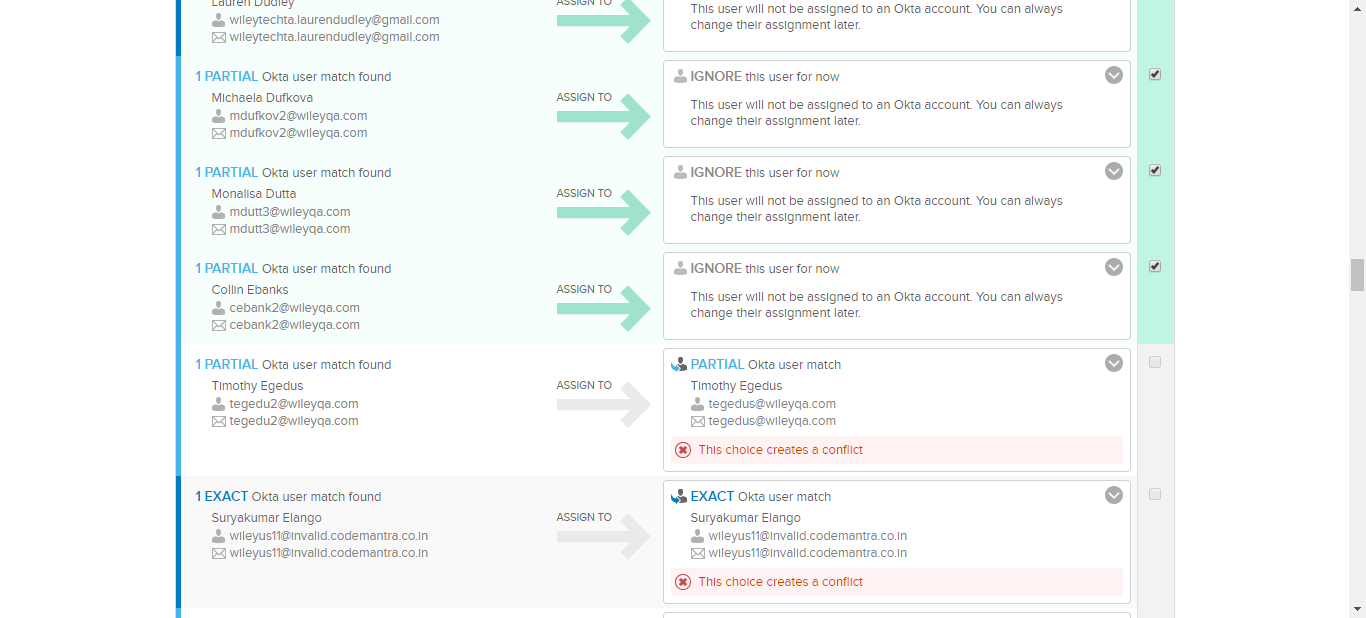 Lauren Dudley
wileytechta.laurendudley@gmail.com
wileytechta.laurendudley@gmail.com
ASSIGN TO
This user will not be assigned to an Okta account. You can always
change their assignment later.
1 PARTIAL Okta user match found
Michaela Dufkova
mdufkov2@wileyqa.com
mdufkov2@wileyqa.com
ASSIGN TO
IGNORE this user for now
This user will not be assigned to an Okta account. You can always
change their assignment later.
1 PARTIAL Okta user match found
Monalisa Dutta
mdutt3@wileyqa.com
mdutt3@wileyqa.com
ASSIGN TO
IGNORE this user for now
This user will not be assigned to an Okta account. You can always
change their assignment later.
1 PARTIAL Okta user match found
Collin Ebanks
cebank2@wileyqa.com
cebank2@wileyqa.com
ASSIGN TO
IGNORE this user for now
This user will not be assigned to an Okta account. You can always
change their assignment later.
1 PARTIAL Okta user match found
Timothy Egedus
tegedu2@wileyqa.com
tegedu2@wileyqa.com
ASSIGN TO
PARTIAL Okta user match
Timothy Egedus
tegedus@wileyqa.com
tegedus@wileyqa.com
This choice creates a conflict
1 EXACT Okta user match found
Suryakumar Elango
wileyus11@invalid.codemantra.co.in
wileyus11@invalid.codemantra.co.in
ASSIGN TO
EXACT Okta user match
Suryakumar Elango
wileyus11@invalid.codemantra.co.in
wileyus11@invalid.codemantra.co.in
This choice creates a conflict